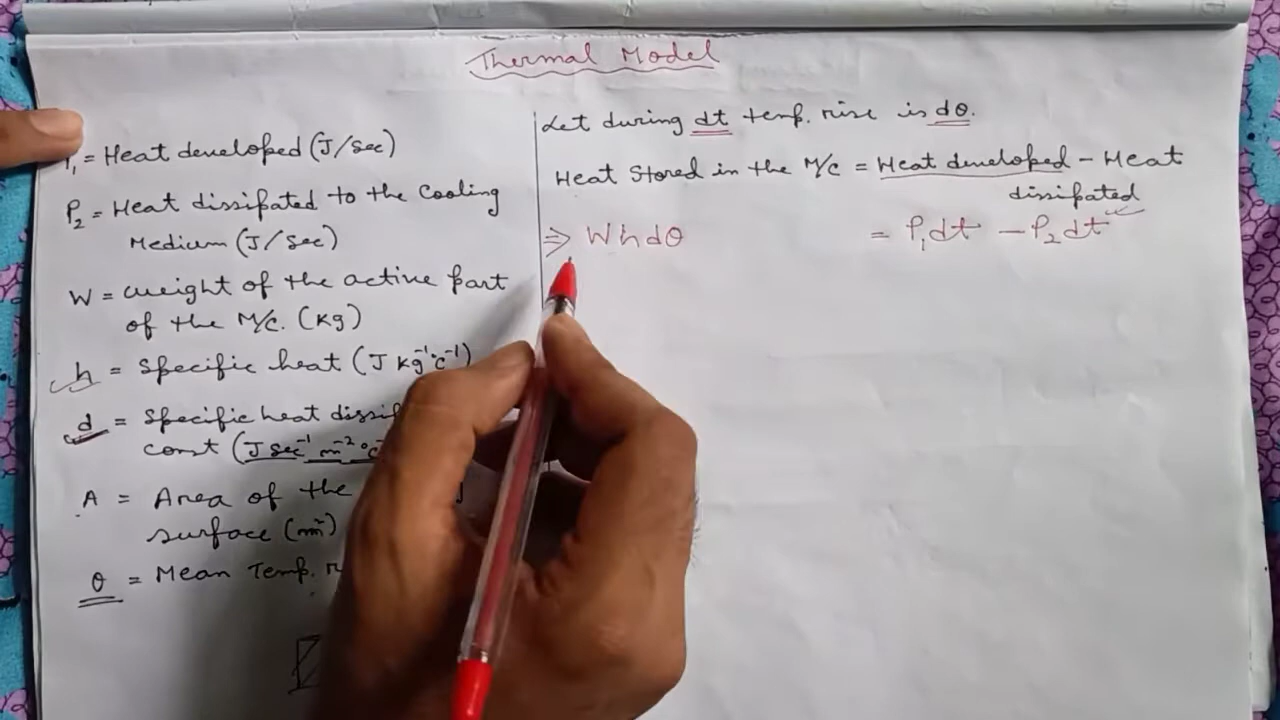 Thermal Model
P₁ = Heat developed (J/sec)
P₂ = Heat dissipated to the cooling
Medium (J/sec)
W = weight of the active part
of the M/c. (Kg)
h = Specific heat (J Kg⁻¹ °c⁻¹)
d = Specific heat
const (J sec⁻¹ m⁻² °c
A = Area of the
surface (m²)
θ = Mean Temp.
Let during dt temp. rise is dθ.
Heat Stored in the M/c = Heat developed - Heat
dissipated
⇒ W h dθ = P₁dt - P₂dt